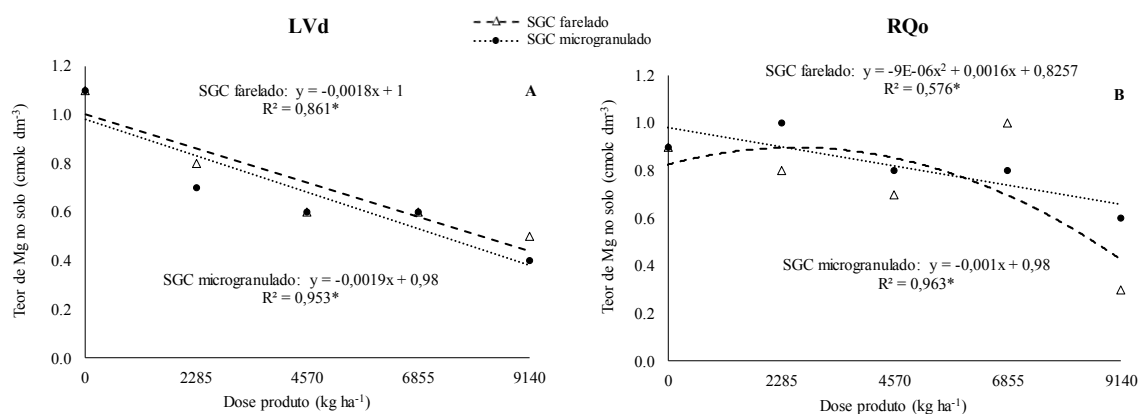 LVd
SGC farelado
SGC microgranulado
RQo
Teor de Mg no solo (cmolc dm⁻³)
1.2
1.0
0.8
0.6
0.4
0.2
0.0
SGC farelado: y = -0,0018x + 1
R² = 0,861*
A
SGC microgranulado: y = -0,0019x + 0,98
R² = 0,953*
0
2285
4570
6855
9140
Dose produto (kg ha⁻¹)
Teor de Mg no solo (cmolc dm⁻³)
1.2
1.0
0.8
0.6
0.4
0.2
0.0
SGC farelado: y = -9E-06x² + 0,0016x + 0,8257
R² = 0,576*
B
SGC microgranulado: y = -0,001x + 0,98
R² = 0,963*
0
2285
4570
6855
9140
Dose produto (kg ha⁻¹)